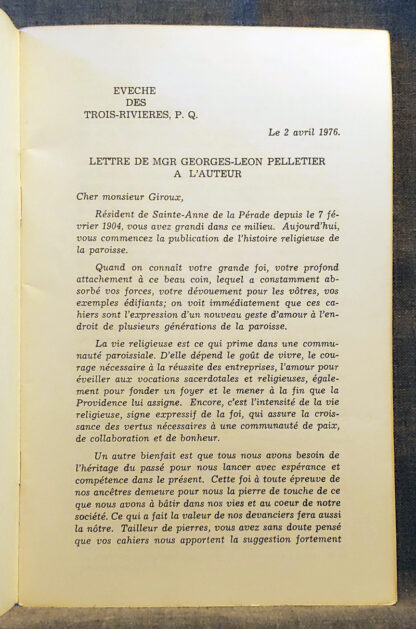 EVECHE
DES
TROIS-RIVIERES, P. Q.
Le 2 avril 1976.
LETTRE DE MGR GEORGES-LEON PELLETIER
A L'AUTEUR
Cher monsieur Giroux,
Résident de Sainte-Anne de la Pérade depuis le 7 fé-
vrier 1904, vous avez grandi dans ce milieu. Aujourd'hui,
vous commencez la publication de l'histoire religieuse de
la paroisse.
Quand on connaît votre grande foi, votre profond
attachement à ce beau coin, lequel a constamment ab-
sorbé vos forces, votre dévouement pour les vôtres, vos
exemples édifiants; on voit immédiatement que ces ca-
hiers sont l'expression d'un nouveau geste d'amour à l'en-
droit de plusieurs générations de la paroisse.
La vie religieuse est ce qui prime dans une commu-
nauté paroissiale. D'elle dépend le goût de vivre, le cou-
rage nécessaire à la réussite des entreprises, l'amour pour
éveiller aux vocations sacerdotales et religieuses, égale-
ment pour fonder un foyer et le mener à la fin que la
Providence lui assigne. Encore, c'est l'intensité de la vie
religieuse, signe expressif de la foi, qui assure la crois-
sance des vertus nécessaires à une communauté de paix,
de collaboration et de bonheur.
Un autre bienfait est que tous nous avons besoin de
l'héritage du passé pour nous lancer avec espérance et
compétence dans le présent. Cette foi à toute épreuve de
nos ancêtres demeure pour nous la pierre de touche de ce
que nous avons à bâtir dans nos vies et au coeur de notre
société. Ce qui a fait la valeur de nos devanciers fera aussi
la nôtre. Tailleur de pierres, vous avez sans doute pensé
que vos cahiers nous apportent la suggestion fortement